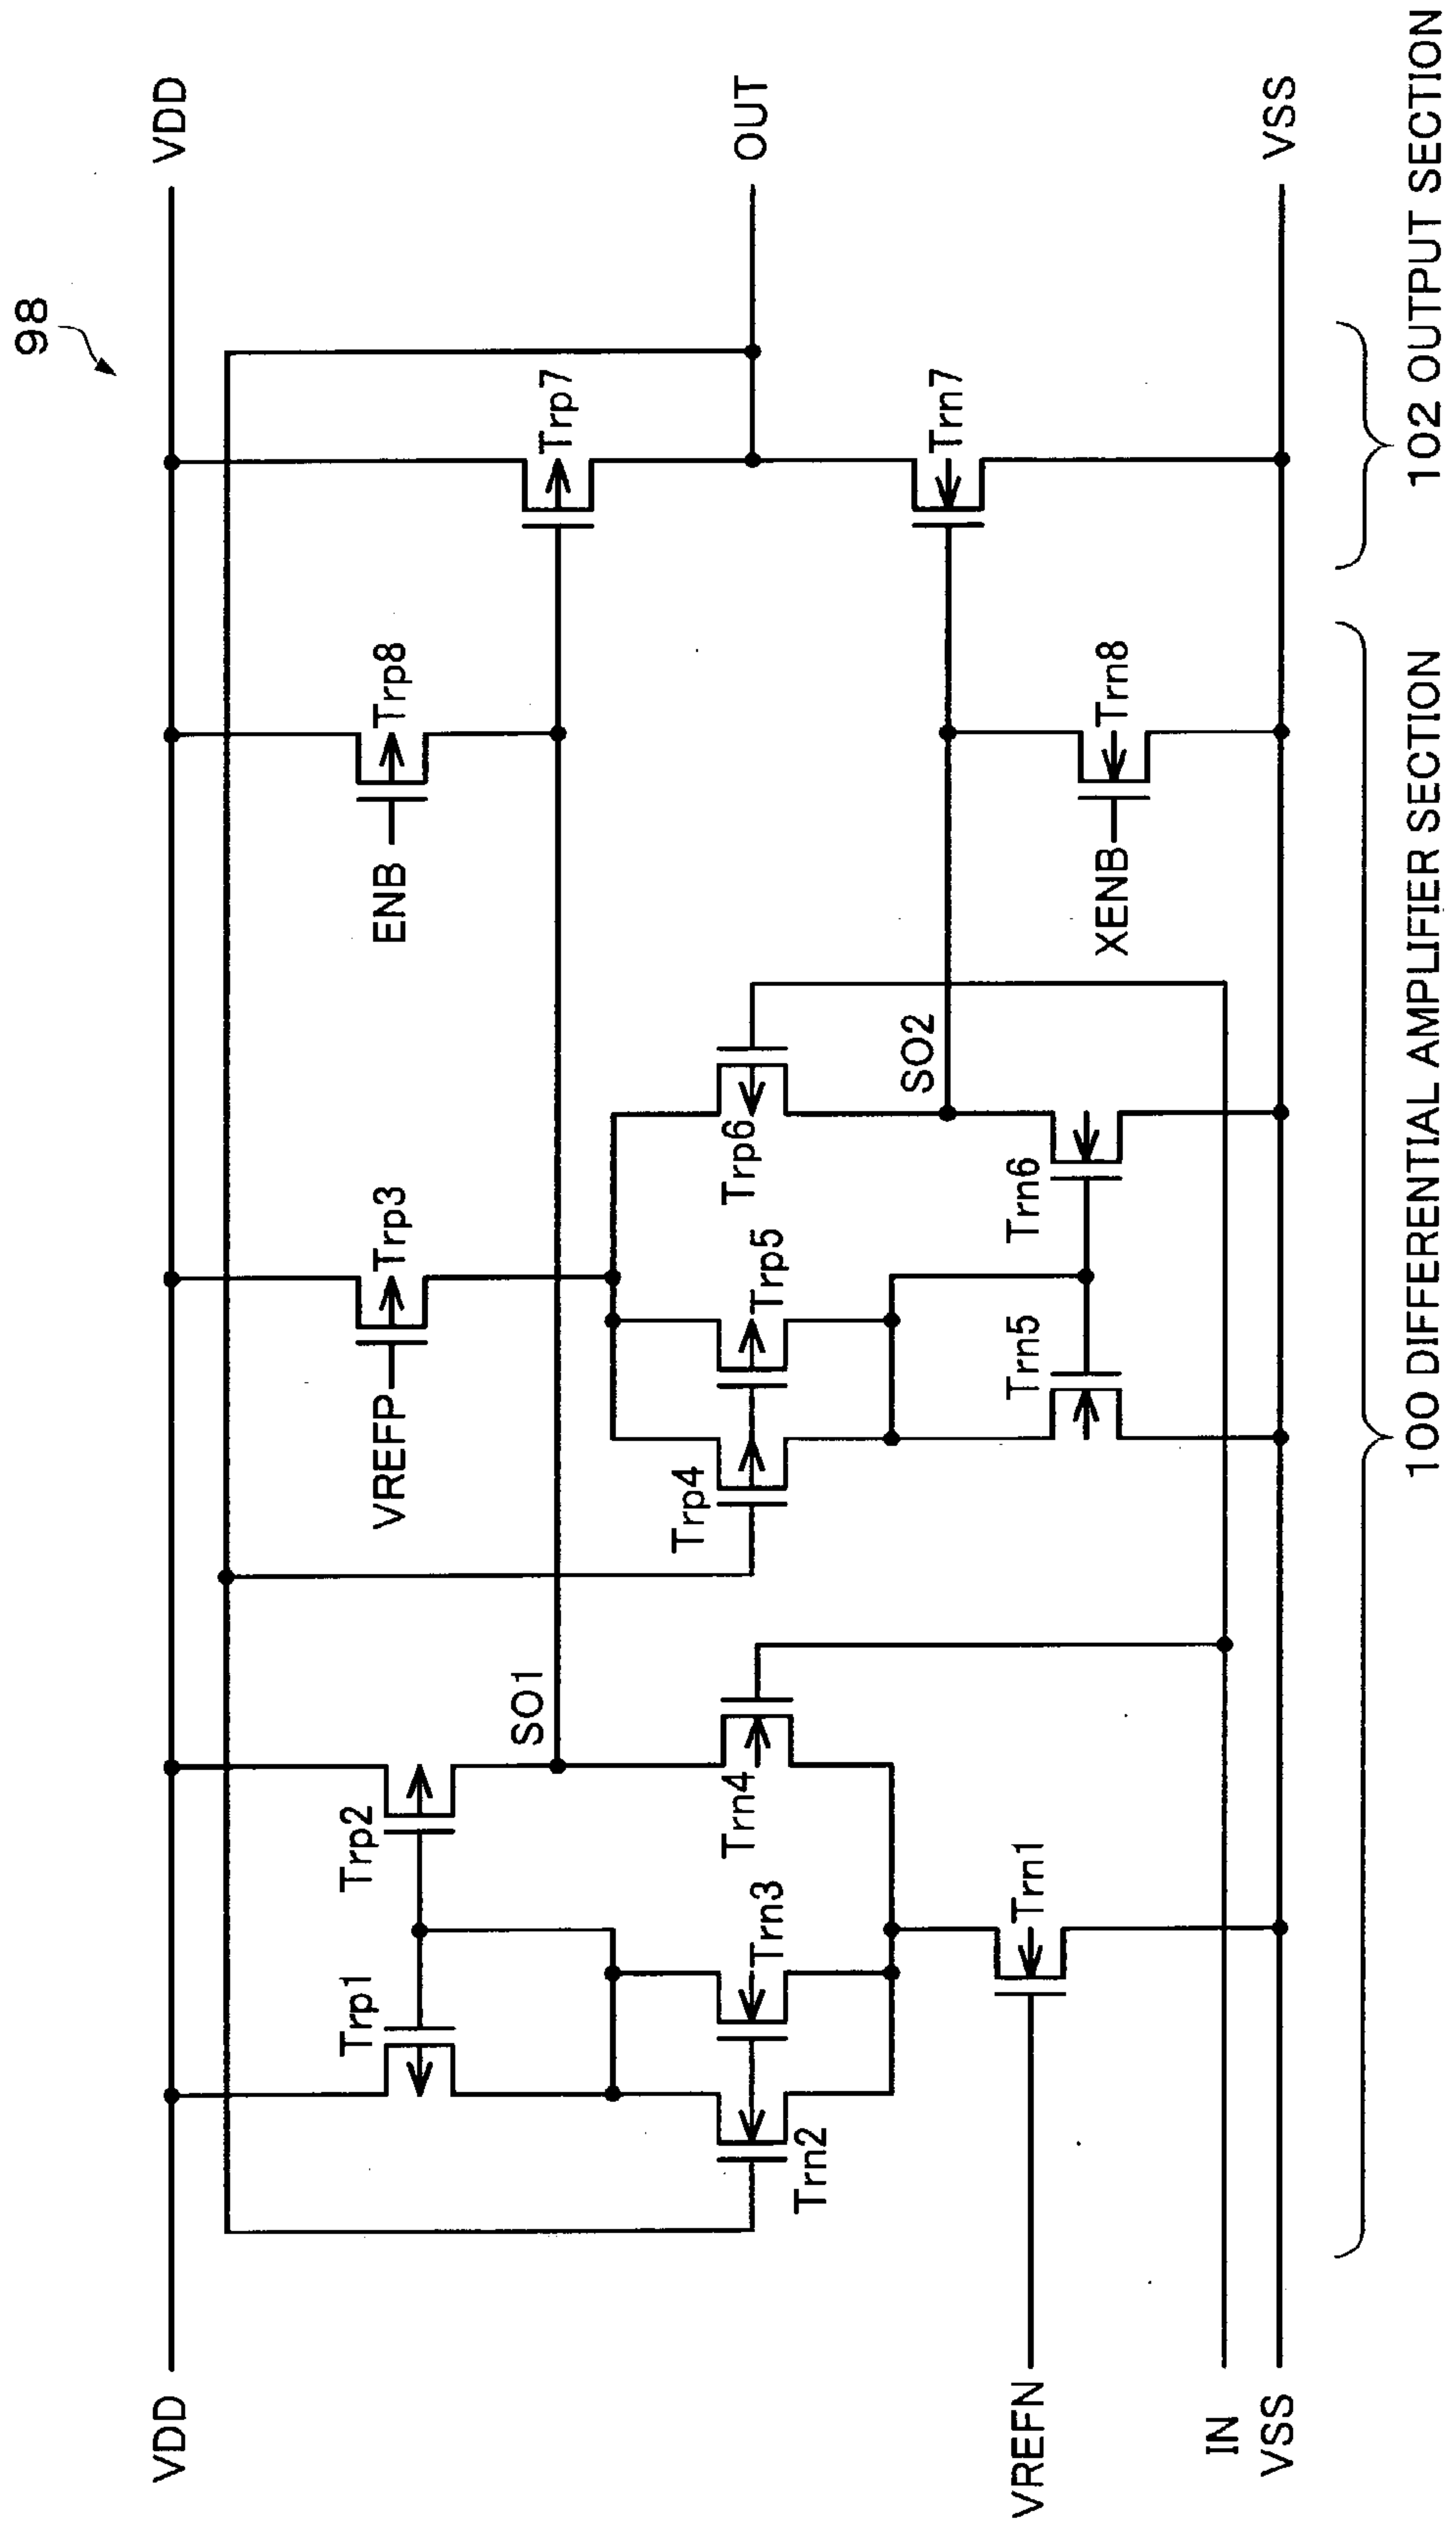 98
VDD
VDD
Trp1
Trp2
VREFP
Trp3
ENB
Trp8
SO1
Trp7
Trn2
Trn3
Trn4
Trp4
Trp5
Trp6
OUT
SO2
Trn7
VREFN
Trn1
Trn5
Trn6
XENB
Trn8
IN
VSS
VSS
100 DIFFERENTIAL AMPLIFIER SECTION
102 OUTPUT SECTION